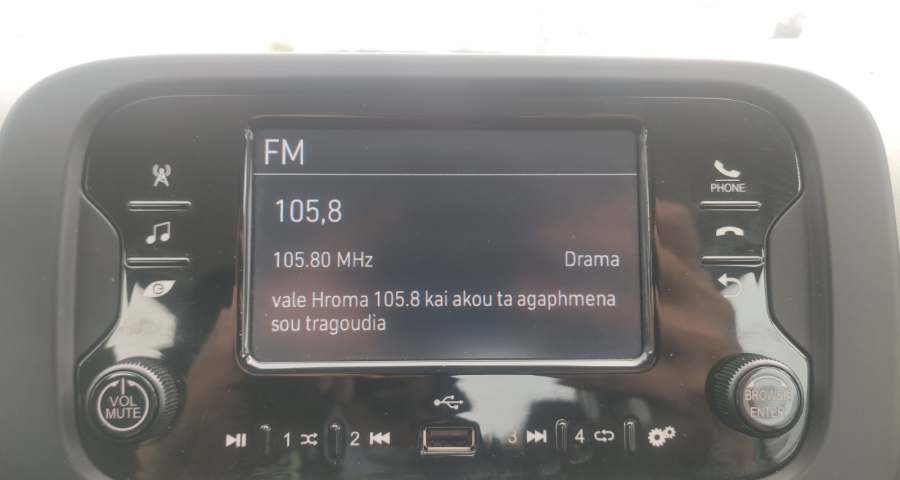 FM
PHONE
105,8
105.80 MHz Drama
vale Hroma 105.8 kai akou ta agaphmena
sou tragoudia
VOL
MUTE
BROWSE
ENTER
1 2 3 4